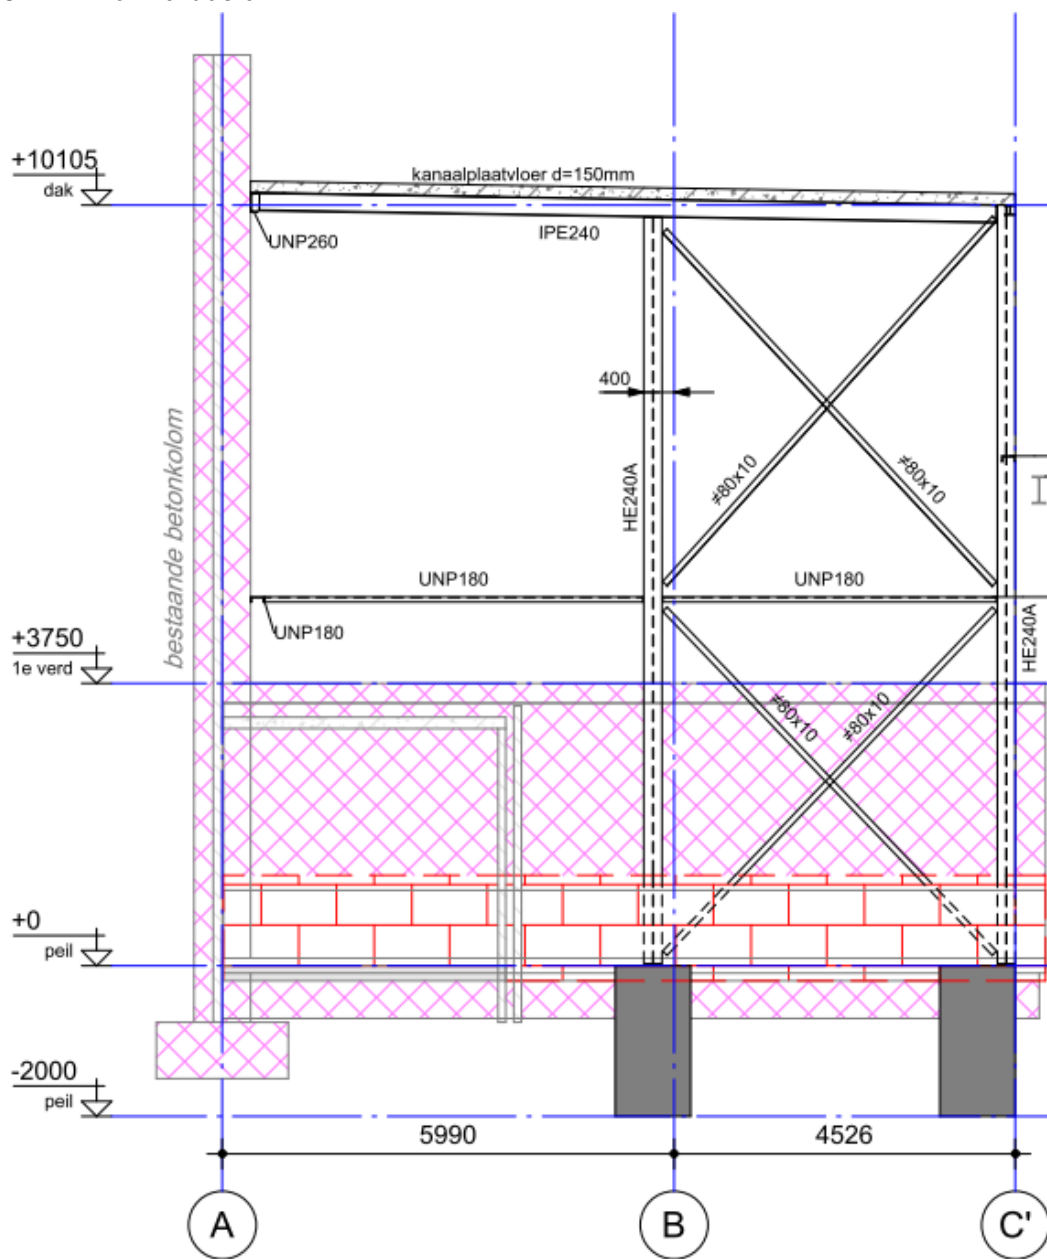 +10105
dak
kanaalplaatvloer d=150mm
UNP260
IPE240
400
HE240A
≠80x10
≠80x10
bestaande betonkolom
UNP180
UNP180
UNP180
HE240A
+3750
1e verd
≠80x10
≠80x10
+0
peil
-2000
peil
5990
4526
A
B
C'